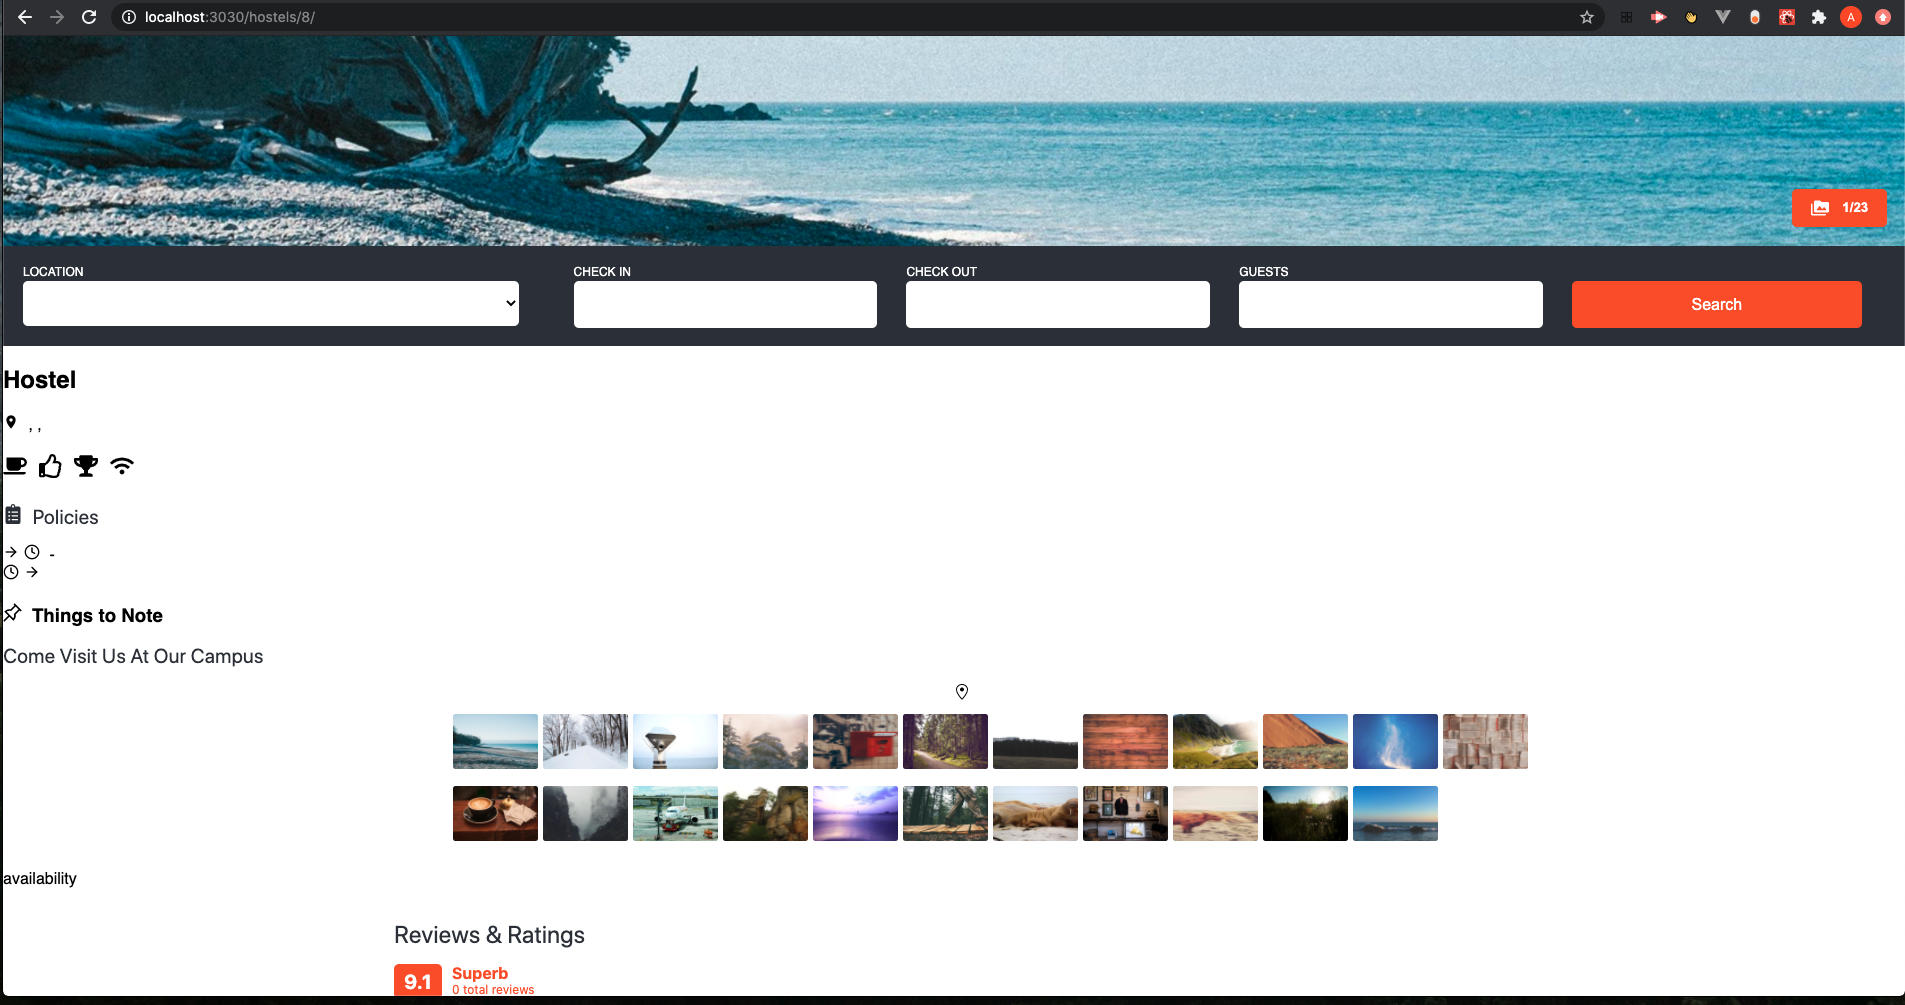 localhost:3030/hostels/8/
A
1/23
LOCATION
CHECK IN
CHECK OUT
GUESTS
Search
Hostel
, ,
Policies
-
Things to Note
Come Visit Us At Our Campus
availability
Reviews & Ratings
9.1
Superb
0 total reviews